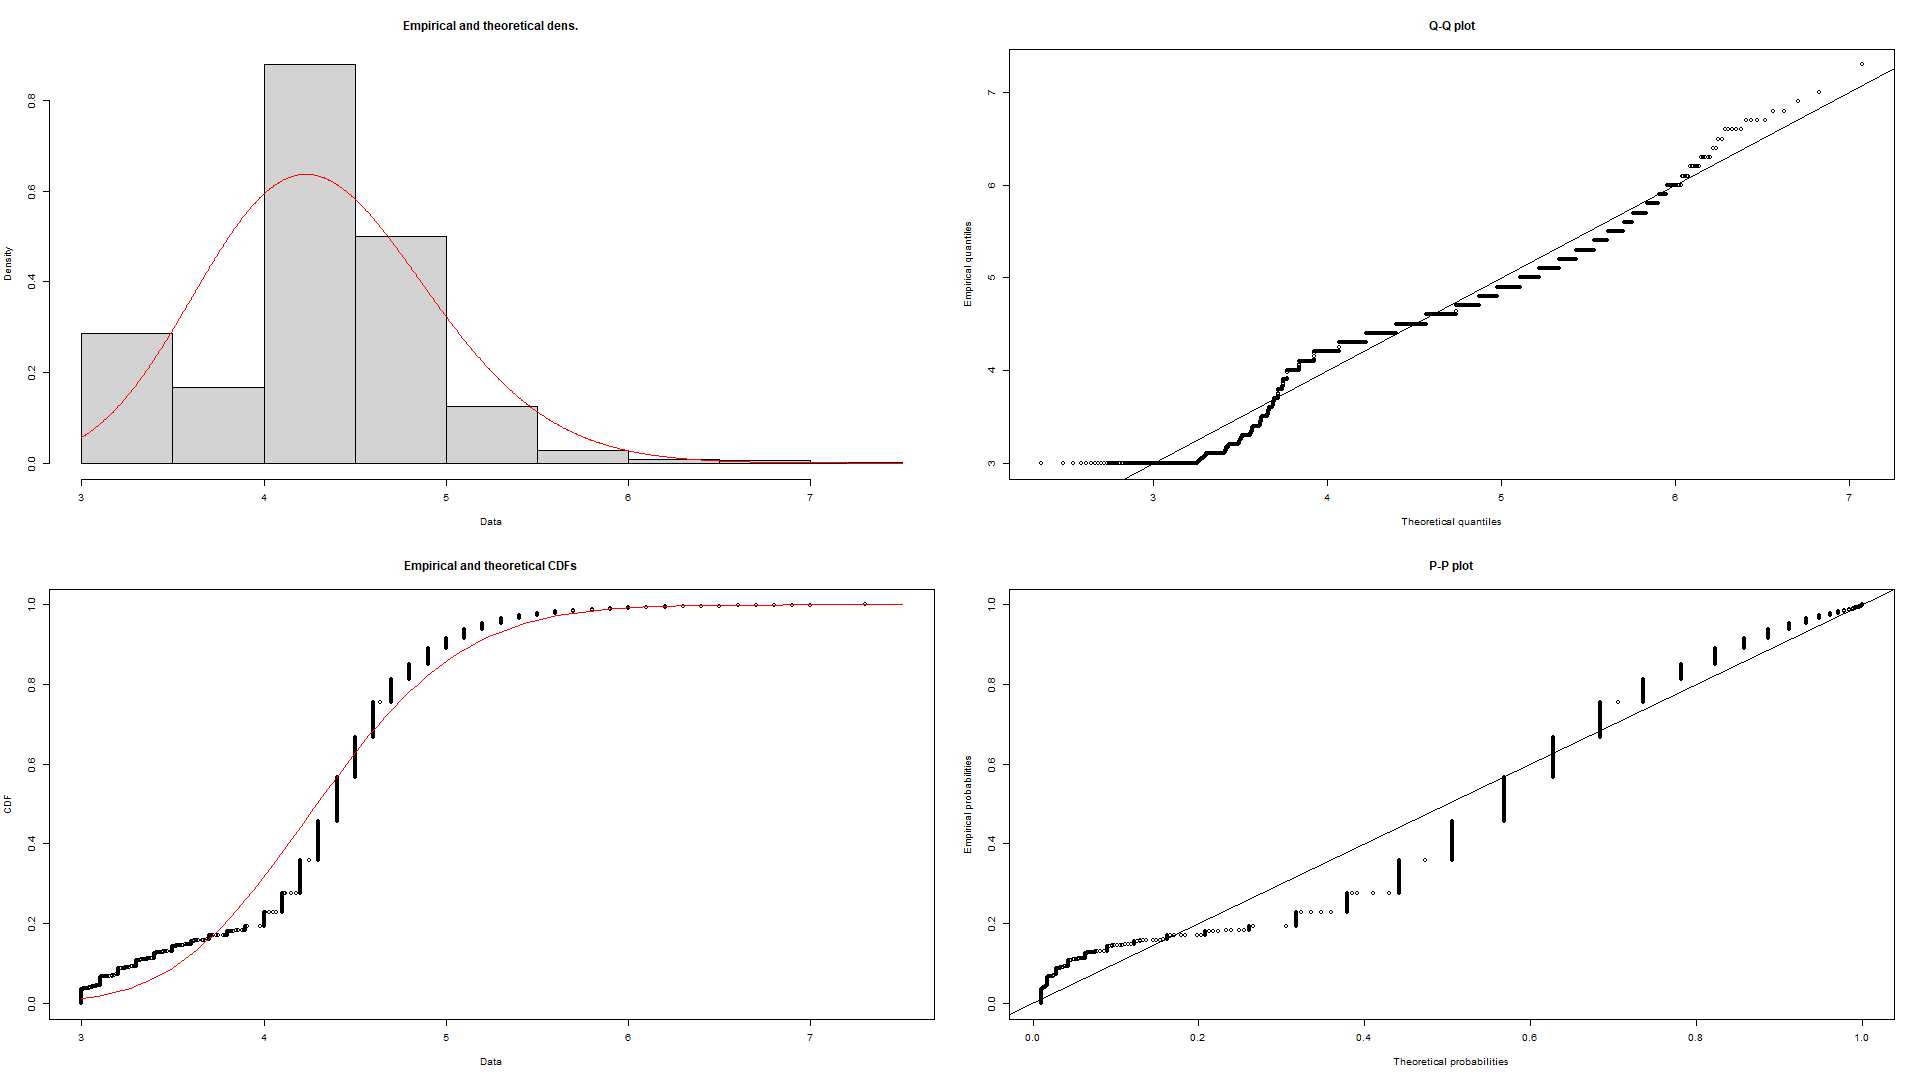 Empirical and theoretical dens.
Density
0.0 0.2 0.4 0.6 0.8
3 4 5 6 7
Data
Q-Q plot
Empirical quantiles
3 4 5 6 7
3 4 5 6 7
Theoretical quantiles
Empirical and theoretical CDFs
CDF
0.0 0.2 0.4 0.6 0.8 1.0
3 4 5 6 7
Data
P-P plot
Empirical probabilities
0.0 0.2 0.4 0.6 0.8 1.0
0.0 0.2 0.4 0.6 0.8 1.0
Theoretical probabilities